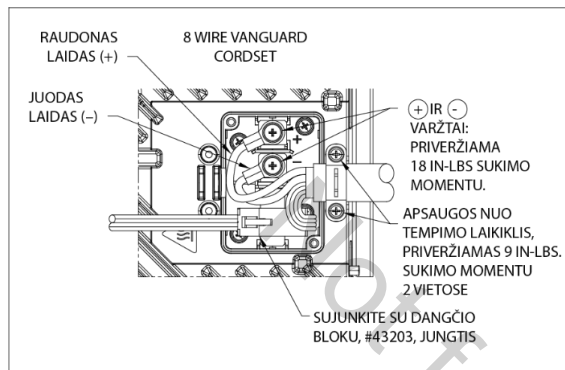 RAUDONAS
LAIDAS (+)
8 WIRE VANGUARD
CORDSET
JUODAS
LAIDAS (–)
+ IR -
VARŽTAI:
PRIVERŽIAMA
18 IN-LBS SUKIMO
MOMENTU.
+
–
APSAUGOS NUO
TEMPIMO LAIKIKLIS,
PRIVERŽIAMAS 9 IN-LBS.
SUKIMO MOMENTU
2 VIETOSE
SUJUNKITE SU DANGČIO
BLOKU, #43203, JUNGTIS